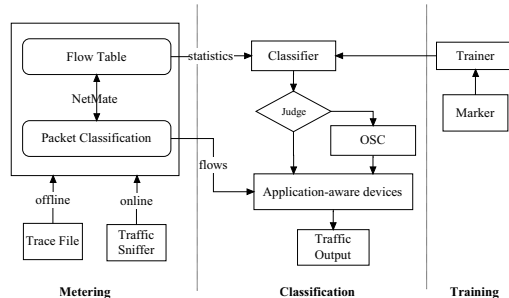 Flow Table
statistics
Classifier
Trainer
NetMate
Judge
Marker
Packet Classification
OSC
flows
Application-aware devices
offline
online
Trace File
Traffic
Sniffer
Traffic
Output
Metering
Classification
Training